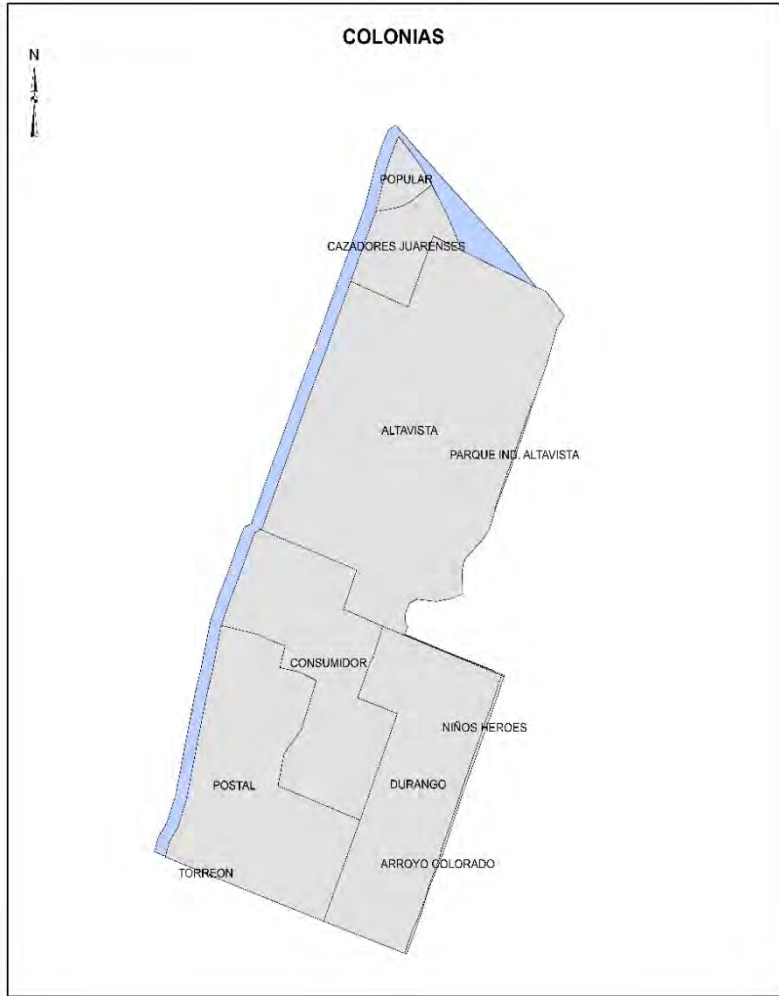 COLONIAS
N
POPULAR
CAZADORES JUARENSES
ALTAVISTA
PARQUE IND. ALTAVISTA
CONSUMIDOR
NIÑOS HEROES
POSTAL
DURANGO
ARROYO COLORADO
TORREON